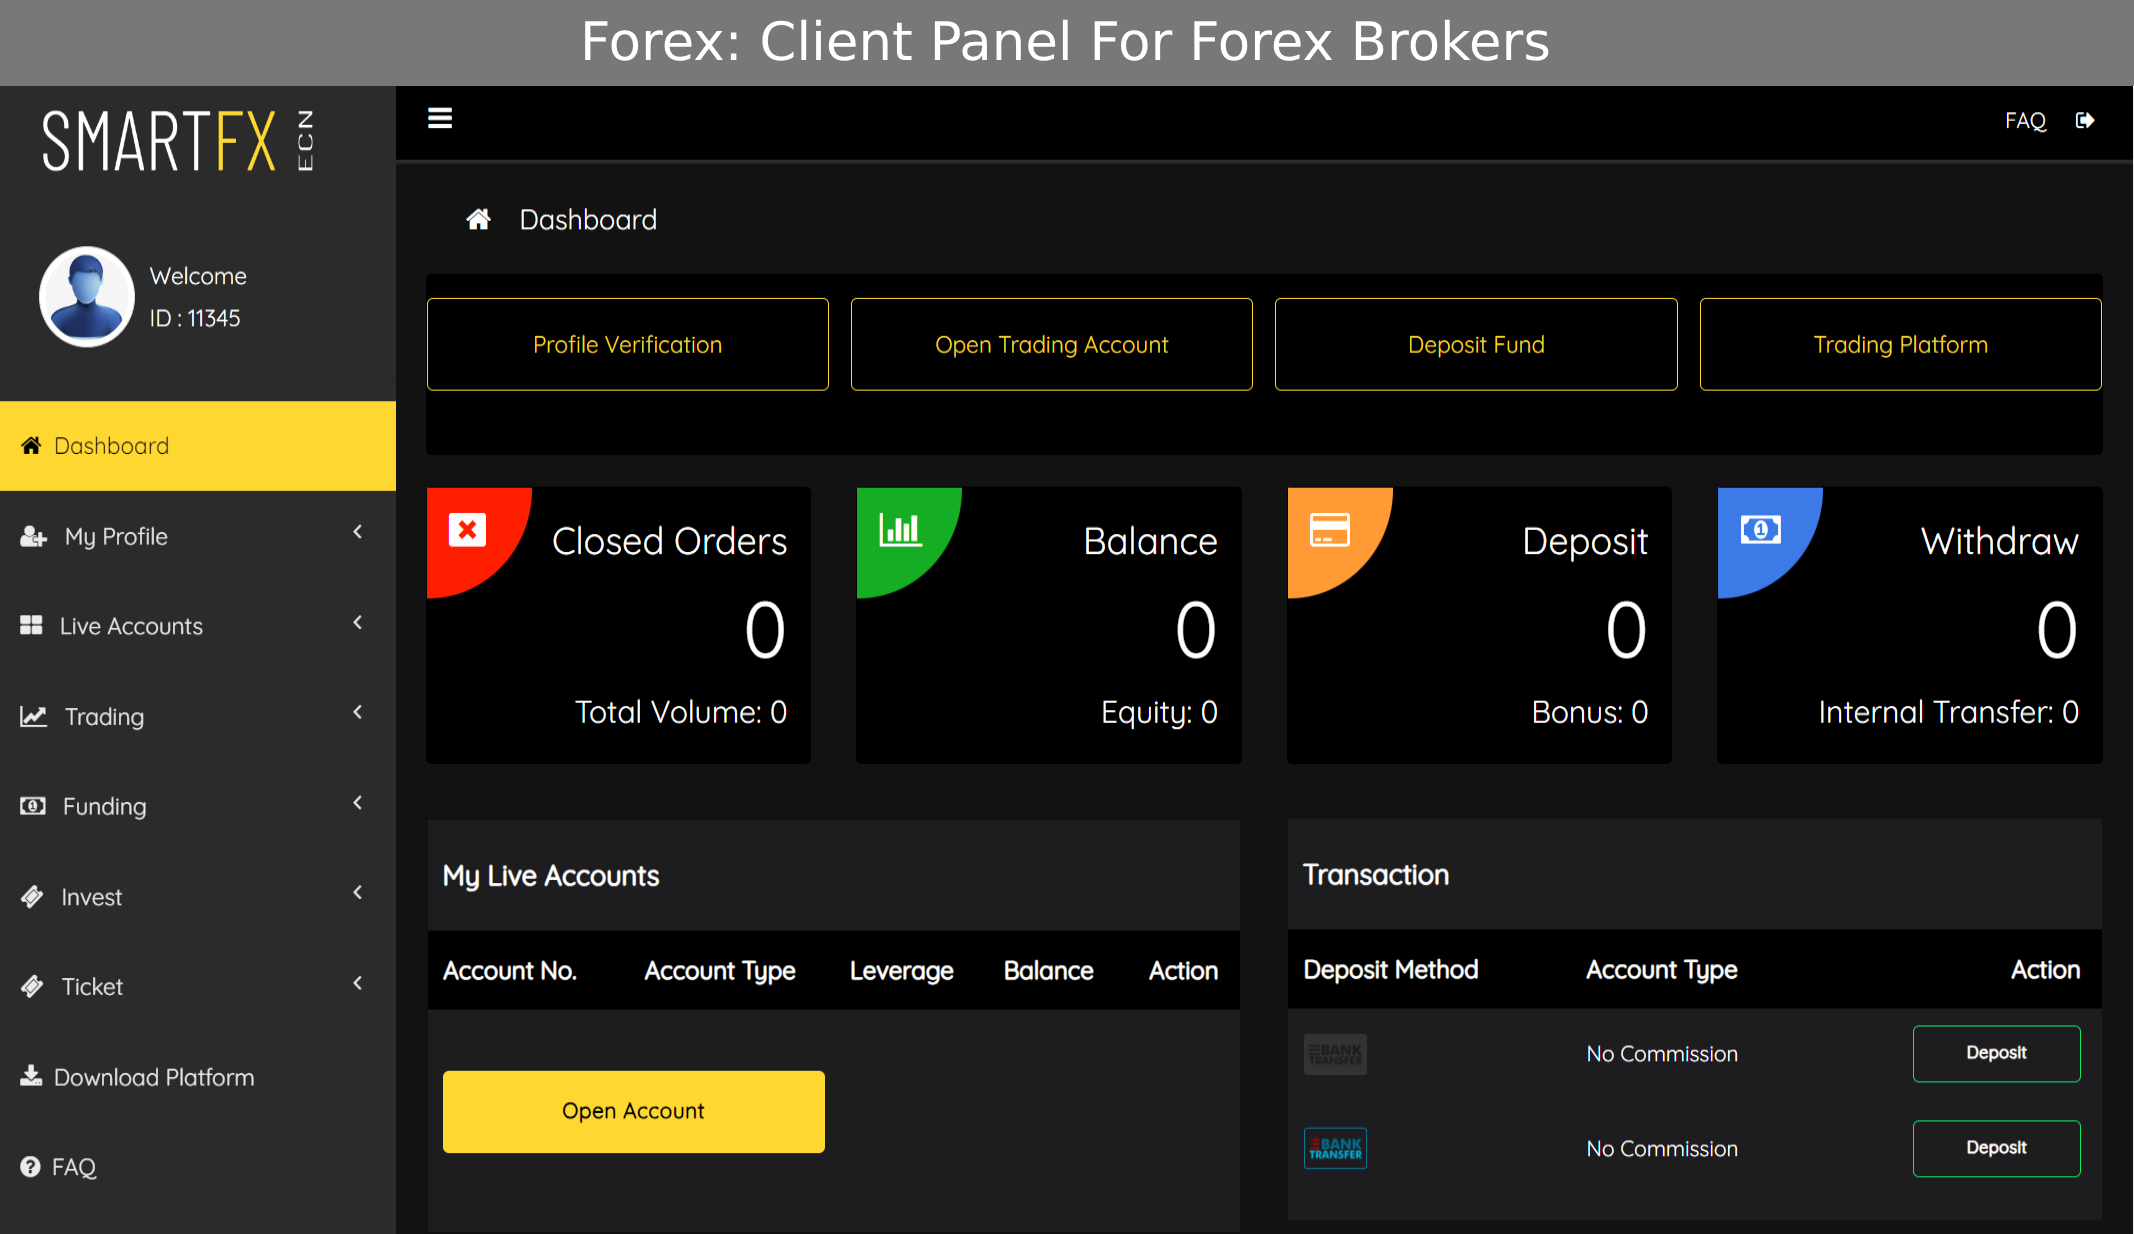 Forex: Client Panel For Forex Brokers
SMARTFX ECN
FAQ
Dashboard
Welcome
ID : 11345
Profile Verification
Open Trading Account
Deposit Fund
Trading Platform
Dashboard
My Profile
Live Accounts
Trading
Funding
Invest
Ticket
Download Platform
FAQ
Closed Orders
0
Total Volume: 0
Balance
0
Equity: 0
Deposit
0
Bonus: 0
Withdraw
0
Internal Transfer: 0
My Live Accounts
Account No. Account Type Leverage Balance Action
Open Account
Transaction
Deposit Method Account Type Action
BANK
TRANSFER
No Commission
Deposit
BANK
TRANSFER
No Commission
Deposit